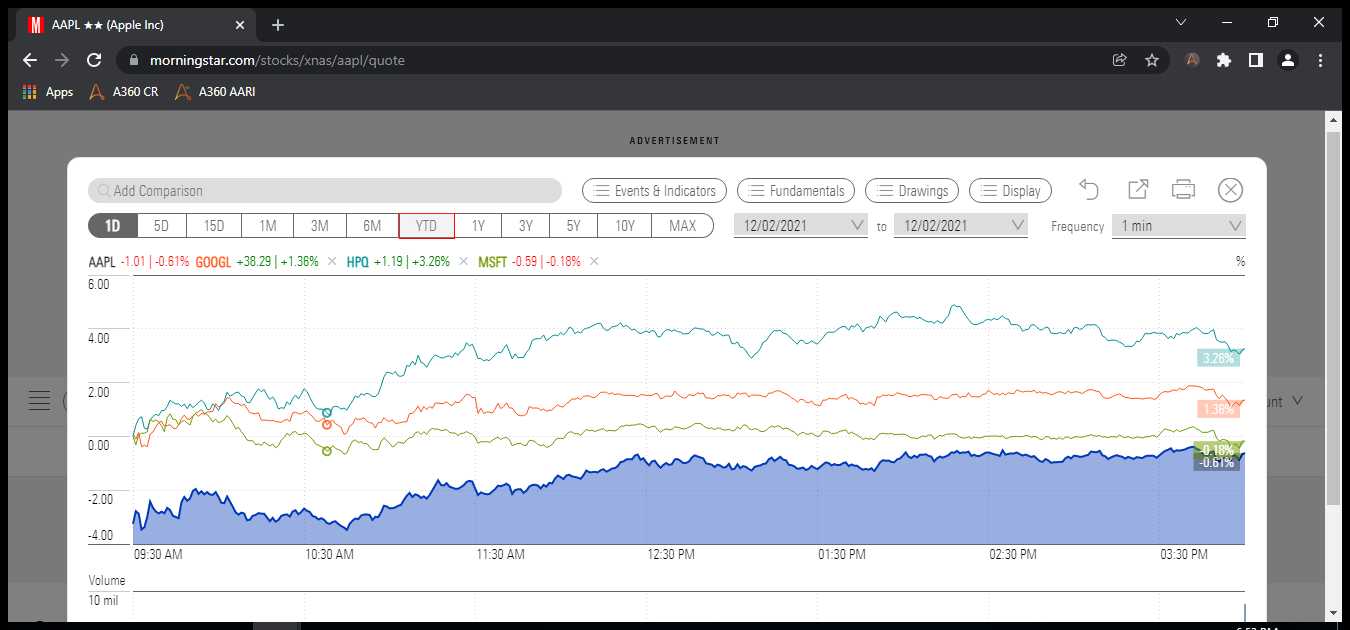 AAPL ★★ (Apple Inc)
morningstar.com/stocks/xnas/aapl/quote
Apps A360 CR A360 AARI
ADVERTISEMENT
Add Comparison Events & Indicators Fundamentals Drawings Display
1D 5D 15D 1M 3M 6M YTD 1Y 3Y 5Y 10Y MAX 12/02/2021 to 12/02/2021 Frequency 1 min
AAPL -1.01 | -0.61% GOOGL +38.29 | +1.36% × HPQ +1.19 | +3.26% × MSFT -0.59 | -0.18% × %
6.00
4.00
3.26%
2.00
1.36%
0.00
-0.18%
-0.61%
-2.00
-4.00
09:30 AM 10:30 AM 11:30 AM 12:30 PM 01:30 PM 02:30 PM 03:30 PM
Volume
10 mil